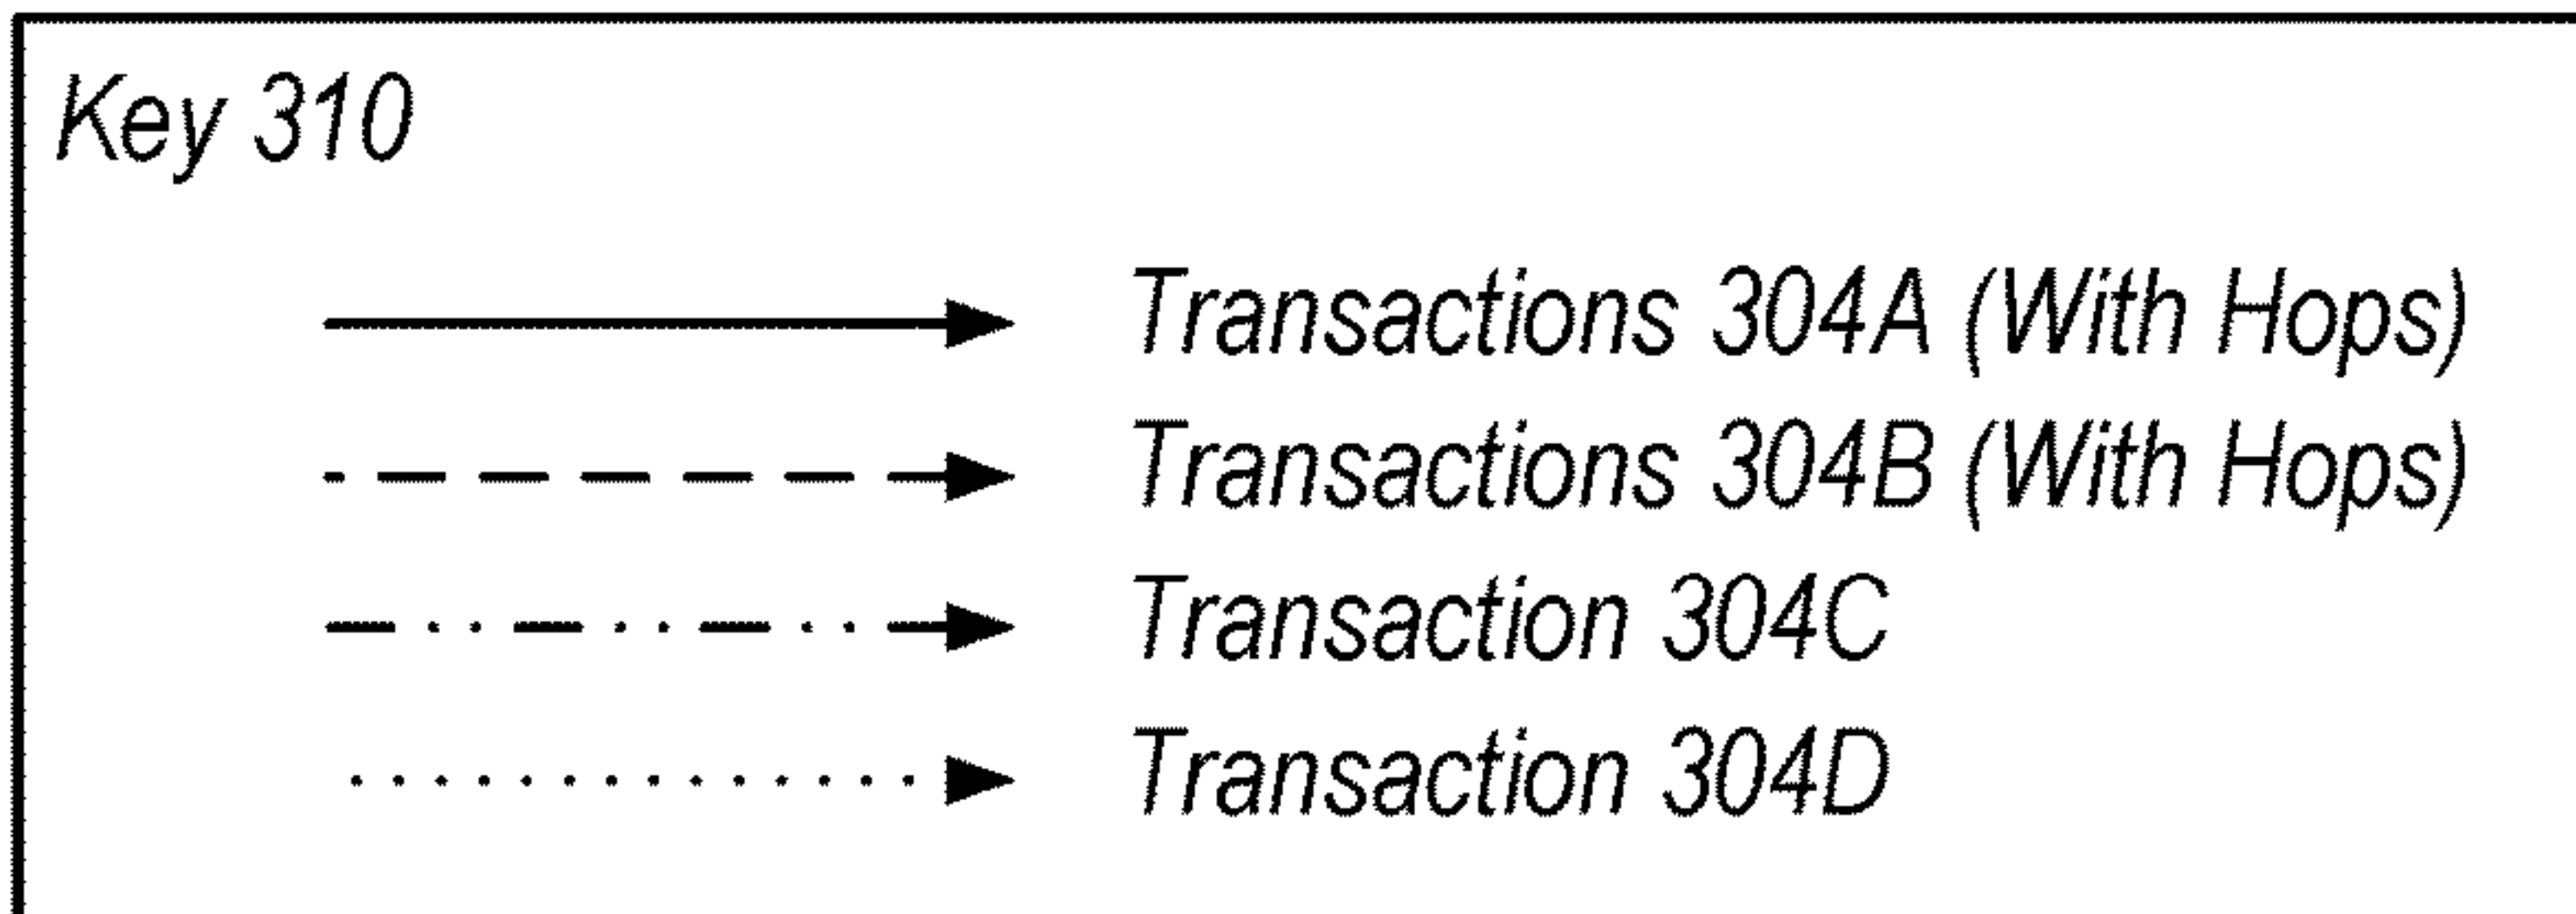 Key 310
Transactions 304A (With Hops)
Transactions 304B (With Hops)
Transaction 304C
Transaction 304D